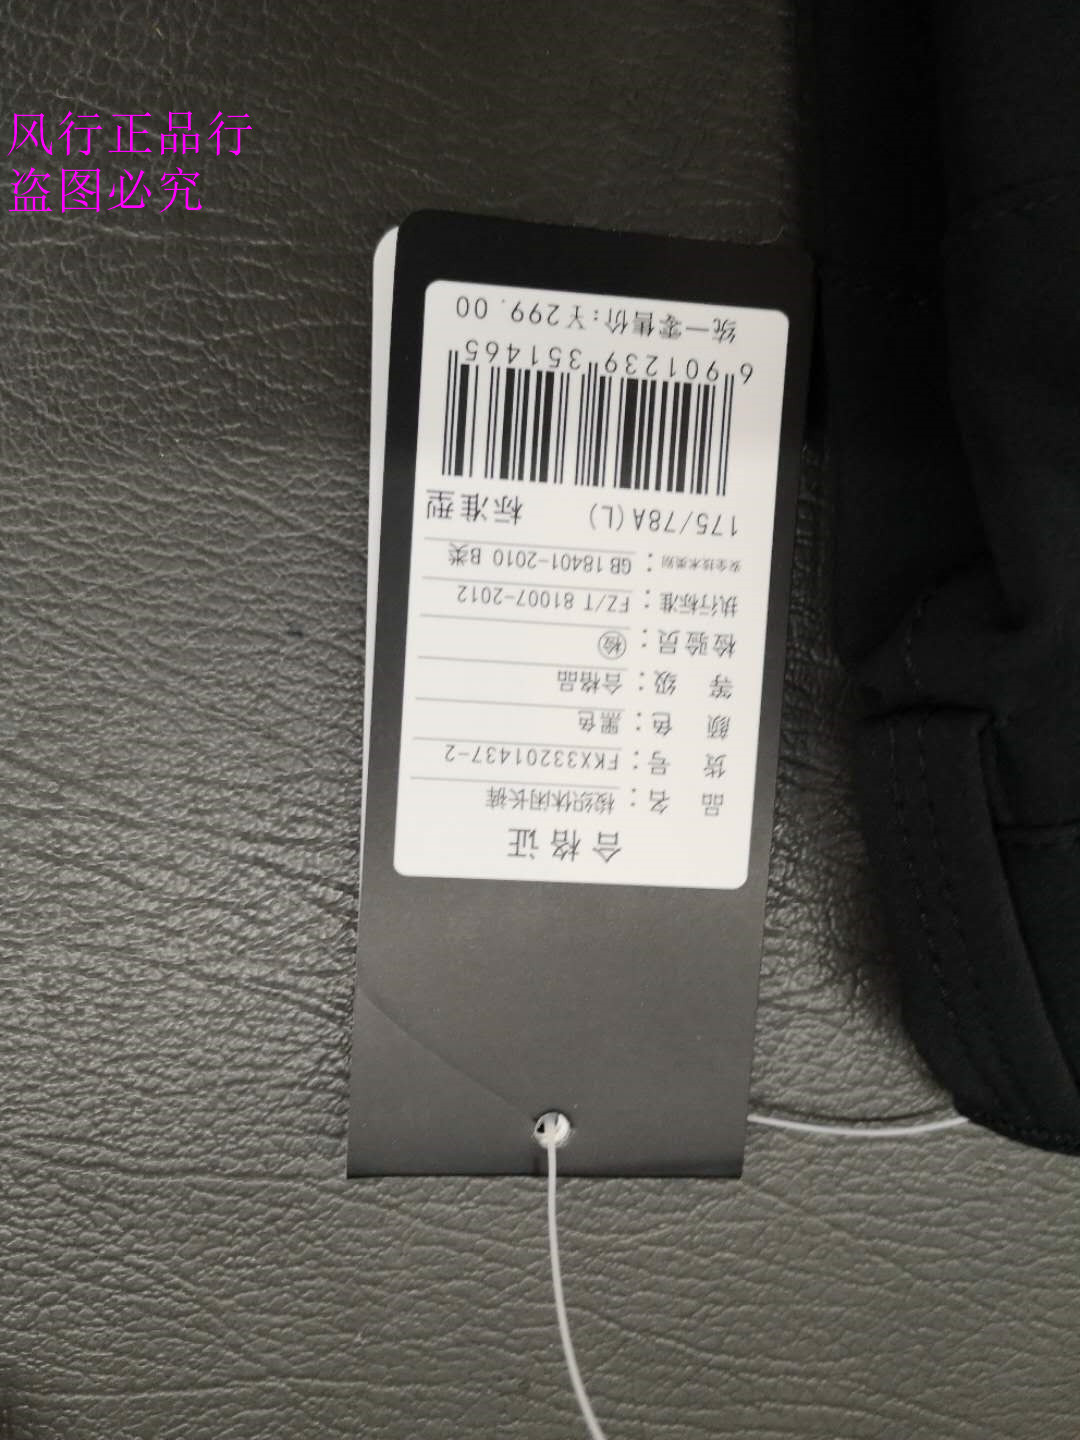 风行正品行
盗图必究
合格证
品名：梭织休闲长裤
货号：FKX33201437-2
颜色：黑色
等级：合格品
检验员：检
执行标准：FZ/T 81007-2012
安全技术类别：GB 18401-2010 B类
175/78A(L) 标准型
6 901239 351465
统一零售价:￥299.00